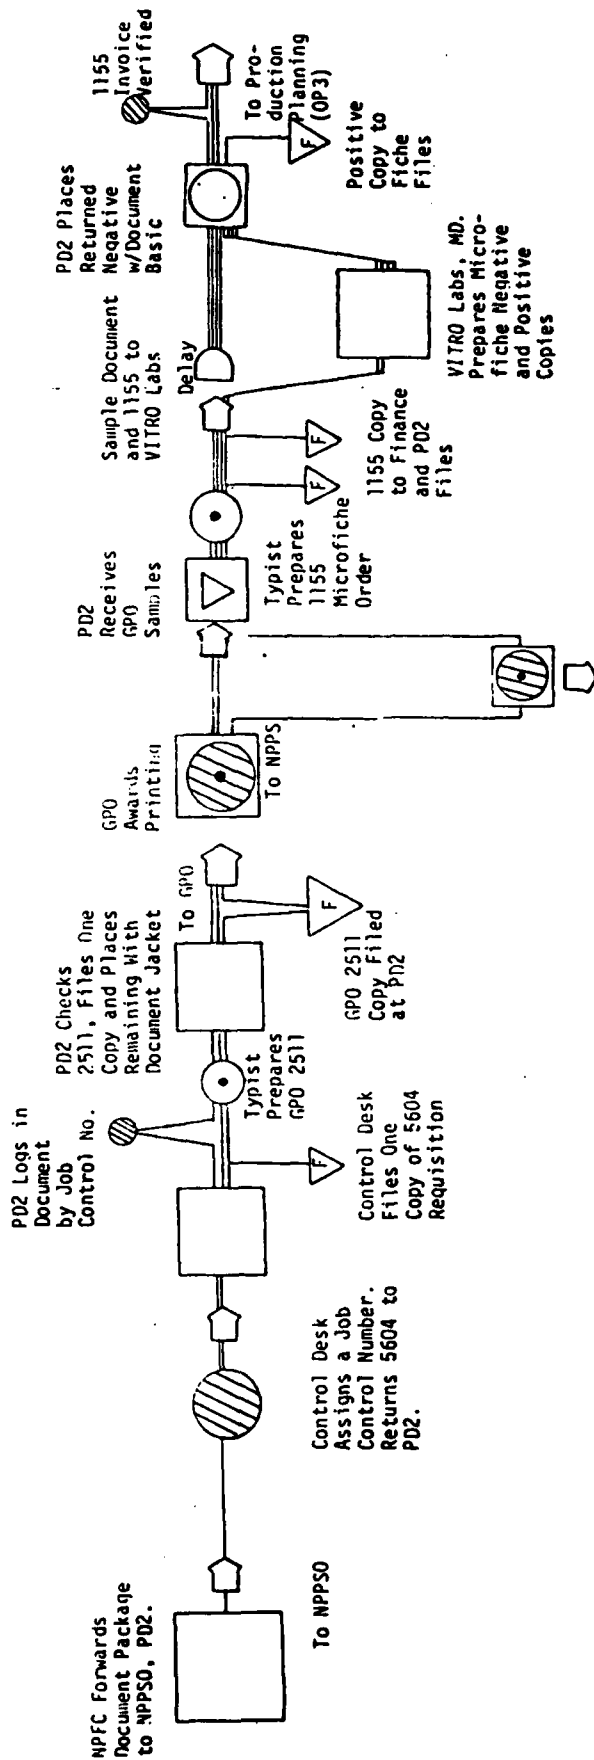 NPFC Forwards
Document Package
to NPPSO, PD2.
To NPPSO
Control Desk
Assigns a Job
Control Number.
Returns 5604 to
PD2.
PD2 Logs in
Document
by Job
Control No.
Control Desk
Files One
Copy of 5604
Requisition
F
Typist
Prepares
GPO 2511
PD2 Checks
2511, Files One
Copy and Places
Remaining With
Document Jacket
To GPO
F
GPO 2511
Copy Filed
at PD2
GPO
Awards
Printing
To NPPS
PD2
Receives
GPO
Samples
Typist
Prepares
1155
Microfiche
Order
F
F
1155 Copy
to Finance
and PD2
Files
Sample Document
and 1155 to
VITRO Labs
Delay
VITRO Labs, MD.
Prepares Micro-
fiche Negative
and Positive
Copies
PD2 Places
Returned
Negative
w/Document
Basic
F
Positive
Copy to
Fiche
Files
1155
Invoice
Verified
To Pro-
duction
Planning
(OP3)